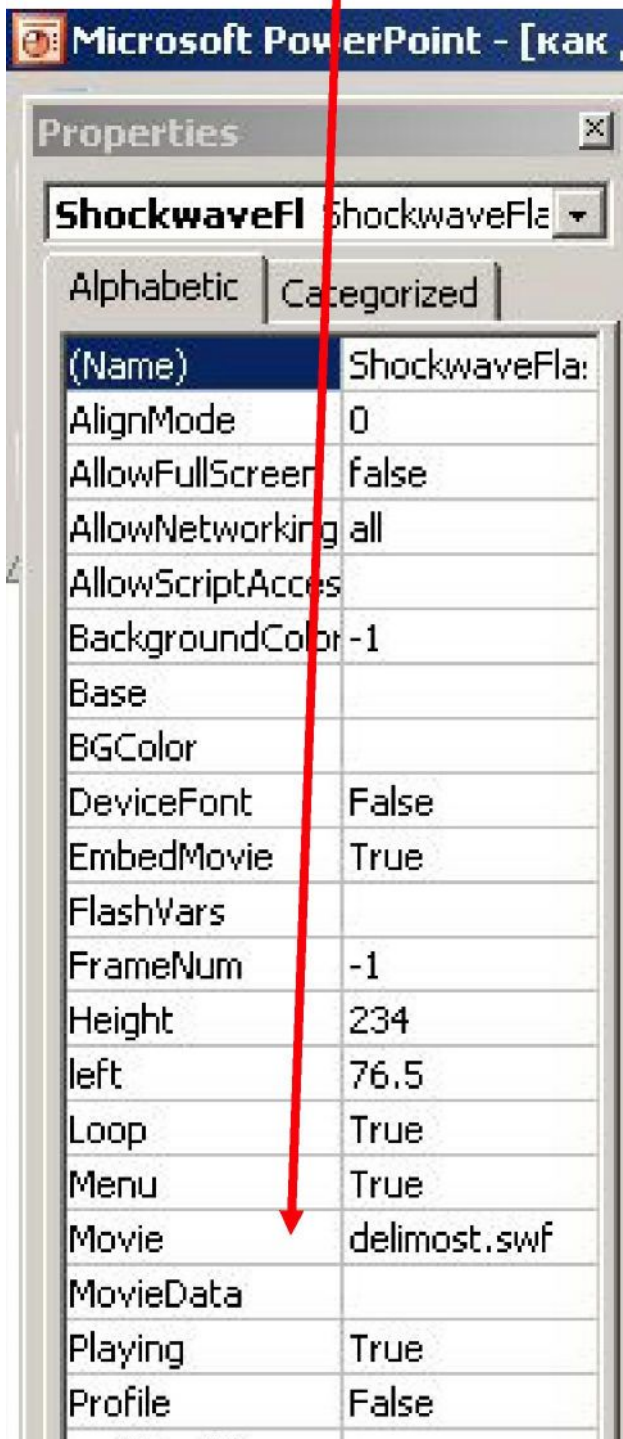 Microsoft PowerPoint - [как
Properties
ShockwaveFl ShockwaveFla
Alphabetic Categorized
(Name) ShockwaveFla
AlignMode 0
AllowFullScreen false
AllowNetworking all
AllowScriptAcces
BackgroundColor -1
Base
BGColor
DeviceFont False
EmbedMovie True
FlashVars
FrameNum -1
Height 234
left 76.5
Loop True
Menu True
Movie delimost.swf
MovieData
Playing True
Profile False